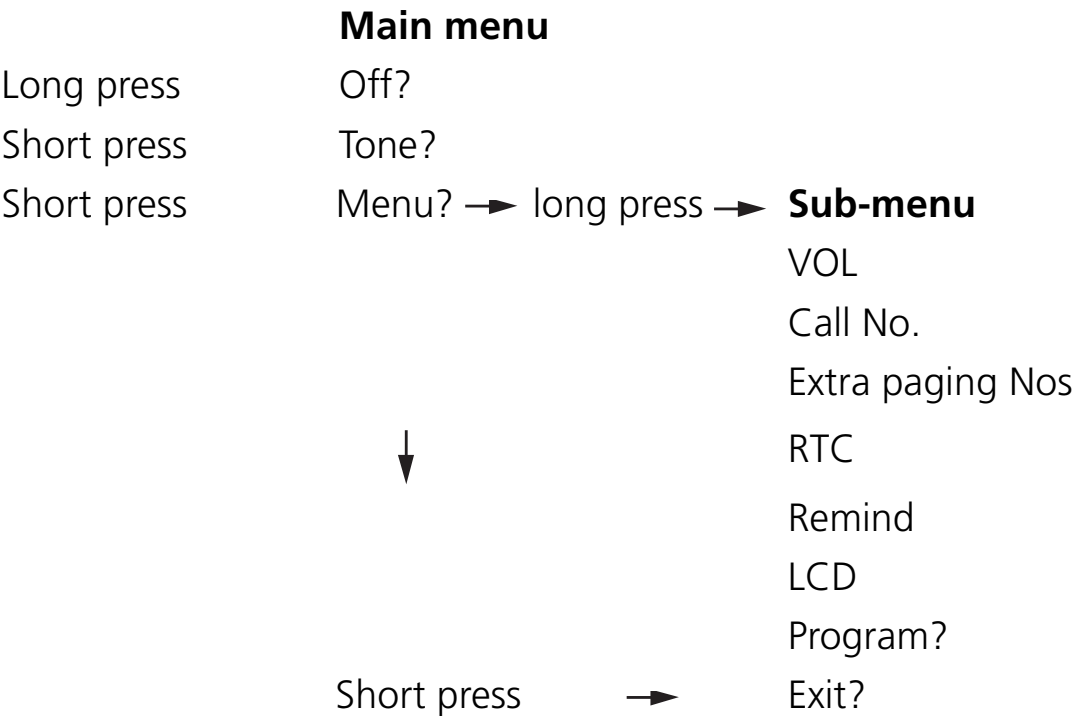 Main menu
Long press Off?
Short press Tone?
Short press Menu? → long press → Sub-menu
VOL
Call No.
Extra paging Nos
↓ RTC
Remind
LCD
Program?
Short press → Exit?